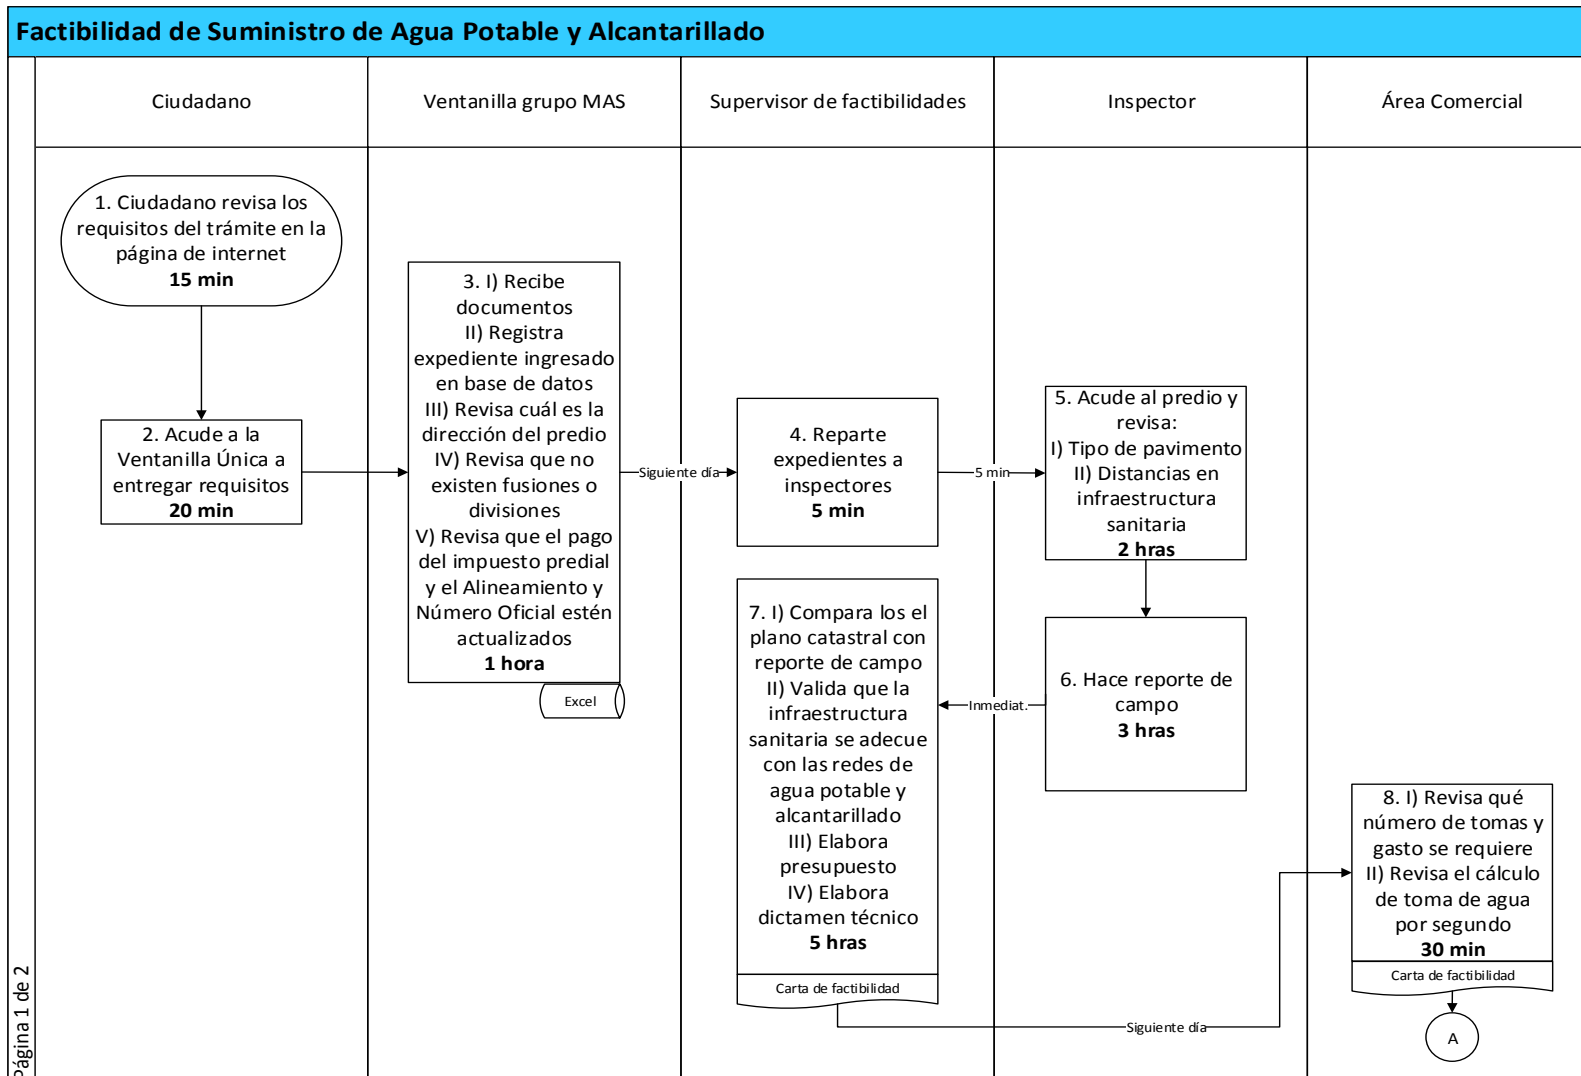 Factibilidad de Suministro de Agua Potable y Alcantarillado
Ciudadano
Ventanilla grupo MAS
Supervisor de factibilidades
Inspector
Área Comercial
1. Ciudadano revisa los
requisitos del trámite en la
página de internet
15 min
2. Acude a la
Ventanilla Única a
entregar requisitos
20 min
3. I) Recibe
documentos
II) Registra
expediente ingresado
en base de datos
III) Revisa cuál es la
dirección del predio
IV) Revisa que no
existen fusiones o
divisiones
V) Revisa que el pago
del impuesto predial
y el Alineamiento y
Número Oficial estén
actualizados
1 hora
Excel
Siguiente día
4. Reparte
expedientes a
inspectores
5 min
5 min
5. Acude al predio y
revisa:
I) Tipo de pavimento
II) Distancias en
infraestructura
sanitaria
2 hras
6. Hace reporte de
campo
3 hras
Inmediat.
7. I) Compara los el
plano catastral con
reporte de campo
II) Valida que la
infraestructura
sanitaria se adecue
con las redes de
agua potable y
alcantarillado
III) Elabora
presupuesto
IV) Elabora
dictamen técnico
5 hras
Carta de factibilidad
Siguiente día
8. I) Revisa qué
número de tomas y
gasto se requiere
II) Revisa el cálculo
de toma de agua
por segundo
30 min
Carta de factibilidad
A
Página 1 de 2